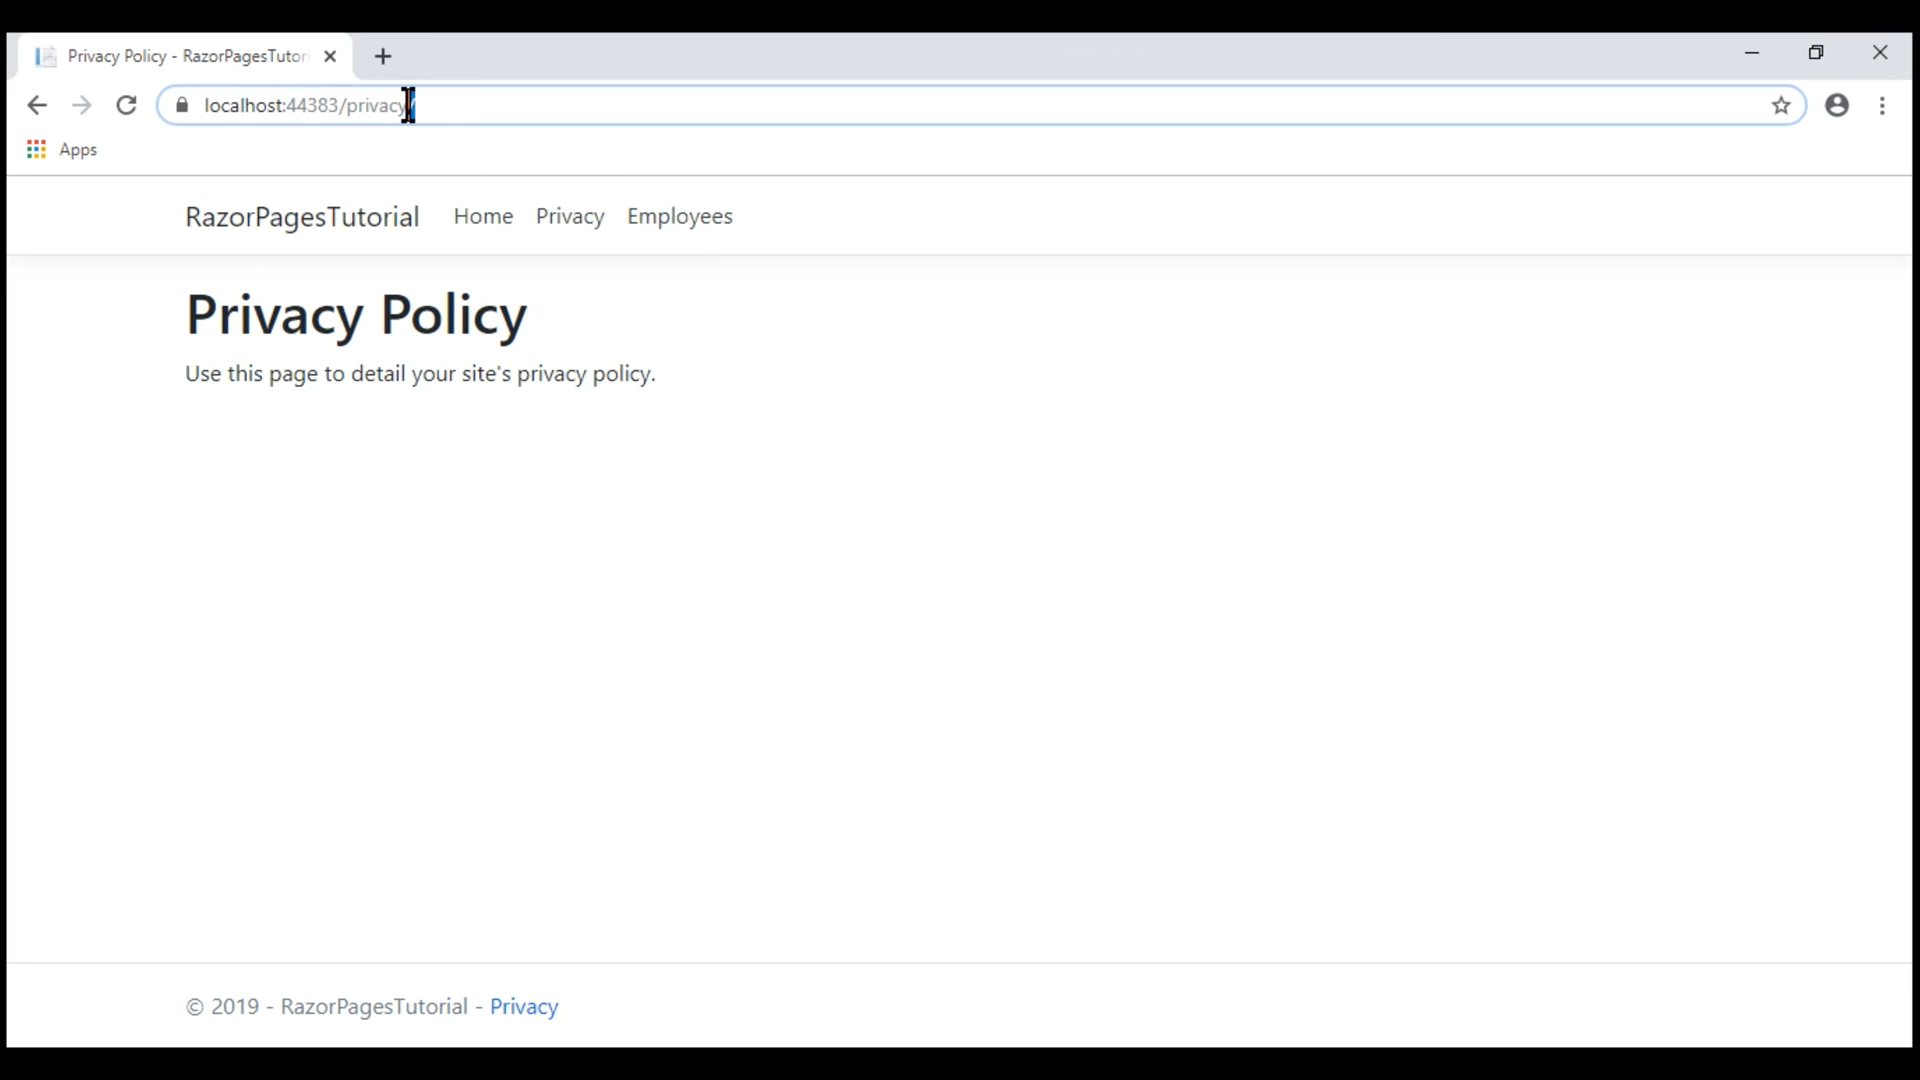 Privacy Policy - RazorPagesTutori
localhost:44383/privacy/
Apps
RazorPagesTutorial Home Privacy Employees
Privacy Policy
Use this page to detail your site's privacy policy.
© 2019 - RazorPagesTutorial - Privacy